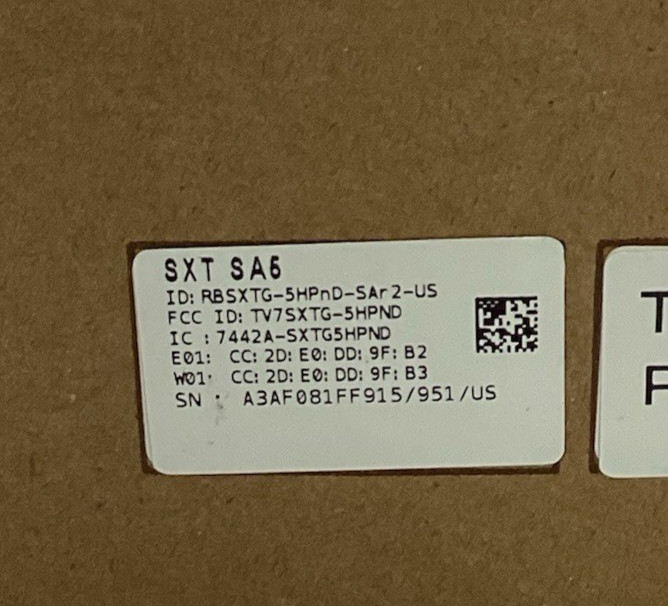 SXT SA5
ID: RBSXTG-5HPnD-SAr2-US
FCC ID: TV7SXTG-5HPND
IC : 7442A-SXTG5HPND
E01: CC: 2D: E0: DD: 9F: B2
W01: CC: 2D: E0: DD: 9F: B3
SN : A3AF081FF915/951/US
T
F